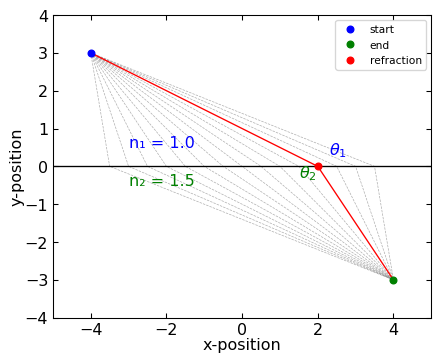 4
3
2
1
0
−1
−2
−3
−4
y-position
start
end
refraction
n₁ = 1.0
θ₁
θ₂
n₂ = 1.5
−4
−2
0
2
4
x-position